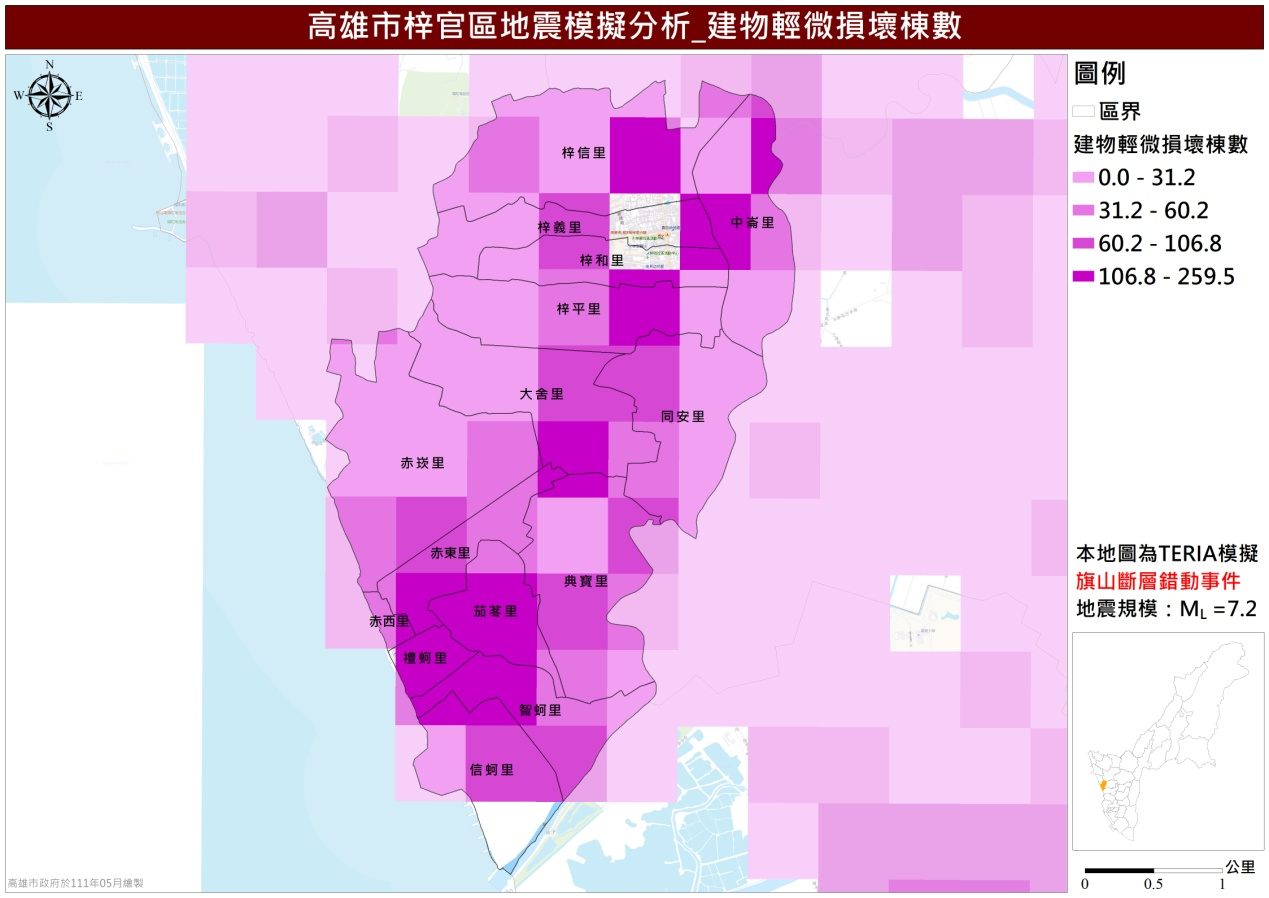 高雄市梓官區地震模擬分析_建物輕微損壞棟數
N
W
E
S
圖例
區界
建物輕微損壞棟數
0.0 - 31.2
31.2 - 60.2
60.2 - 106.8
106.8 - 259.5
梓信里
梓義里
中崙里
梓和里
梓平里
大舍里
同安里
赤崁里
赤東里
典寶里
茄苳里
赤西里
禮蚵里
智蚵里
信蚵里
本地圖為TERIA模擬
旗山斷層錯動事件
地震規模：ML =7.2
公里
0
0.5
1
高雄市政府於111年05月繪製